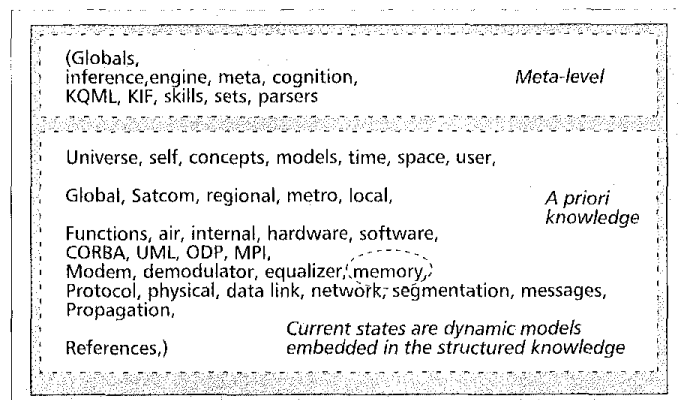 (Globals,
inference,engine, meta, cognition,
KQML, KIF, skills, sets, parsers
Meta-level
Universe, self, concepts, models, time, space, user,
Global, Satcom, regional, metro, local,
A priori
knowledge
Functions, air, internal, hardware, software,
CORBA, UML, ODP, MPI,
Modem, demodulator, equalizer, memory,
Protocol, physical, data link, network, segmentation, messages,
Propagation,
Current states are dynamic models
embedded in the structured knowledge
References,)